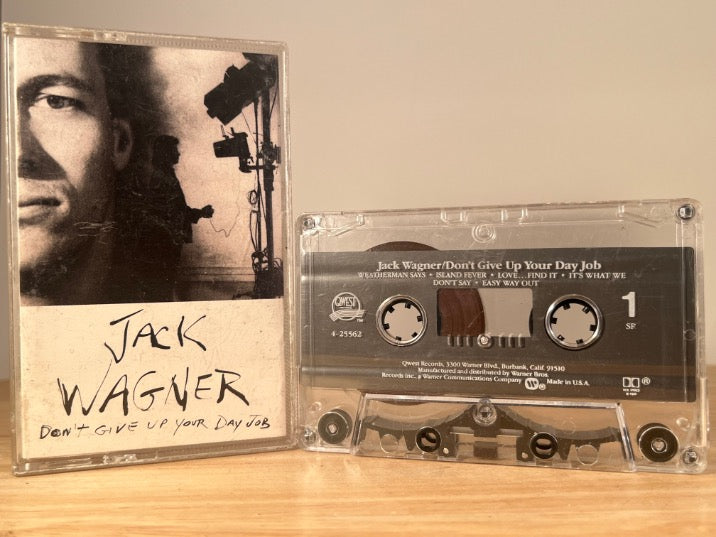 JACK
WAGNER
DON'T GIVE UP YOUR DAY JOB
Jack Wagner/Don't Give Up Your Day Job
WEATHERMAN SAYS • ISLAND FEVER • LOVE...FIND IT • IT'S WHAT WE
DON'T SAY • EASY WAY OUT
QWEST
TM
4-25562
1
SF
Qwest Records, 3300 Warner Blvd., Burbank, Calif. 91510
Manufactured and distributed by Warner Bros.
Records Inc., a Warner Communications Company Made in U.S.A.